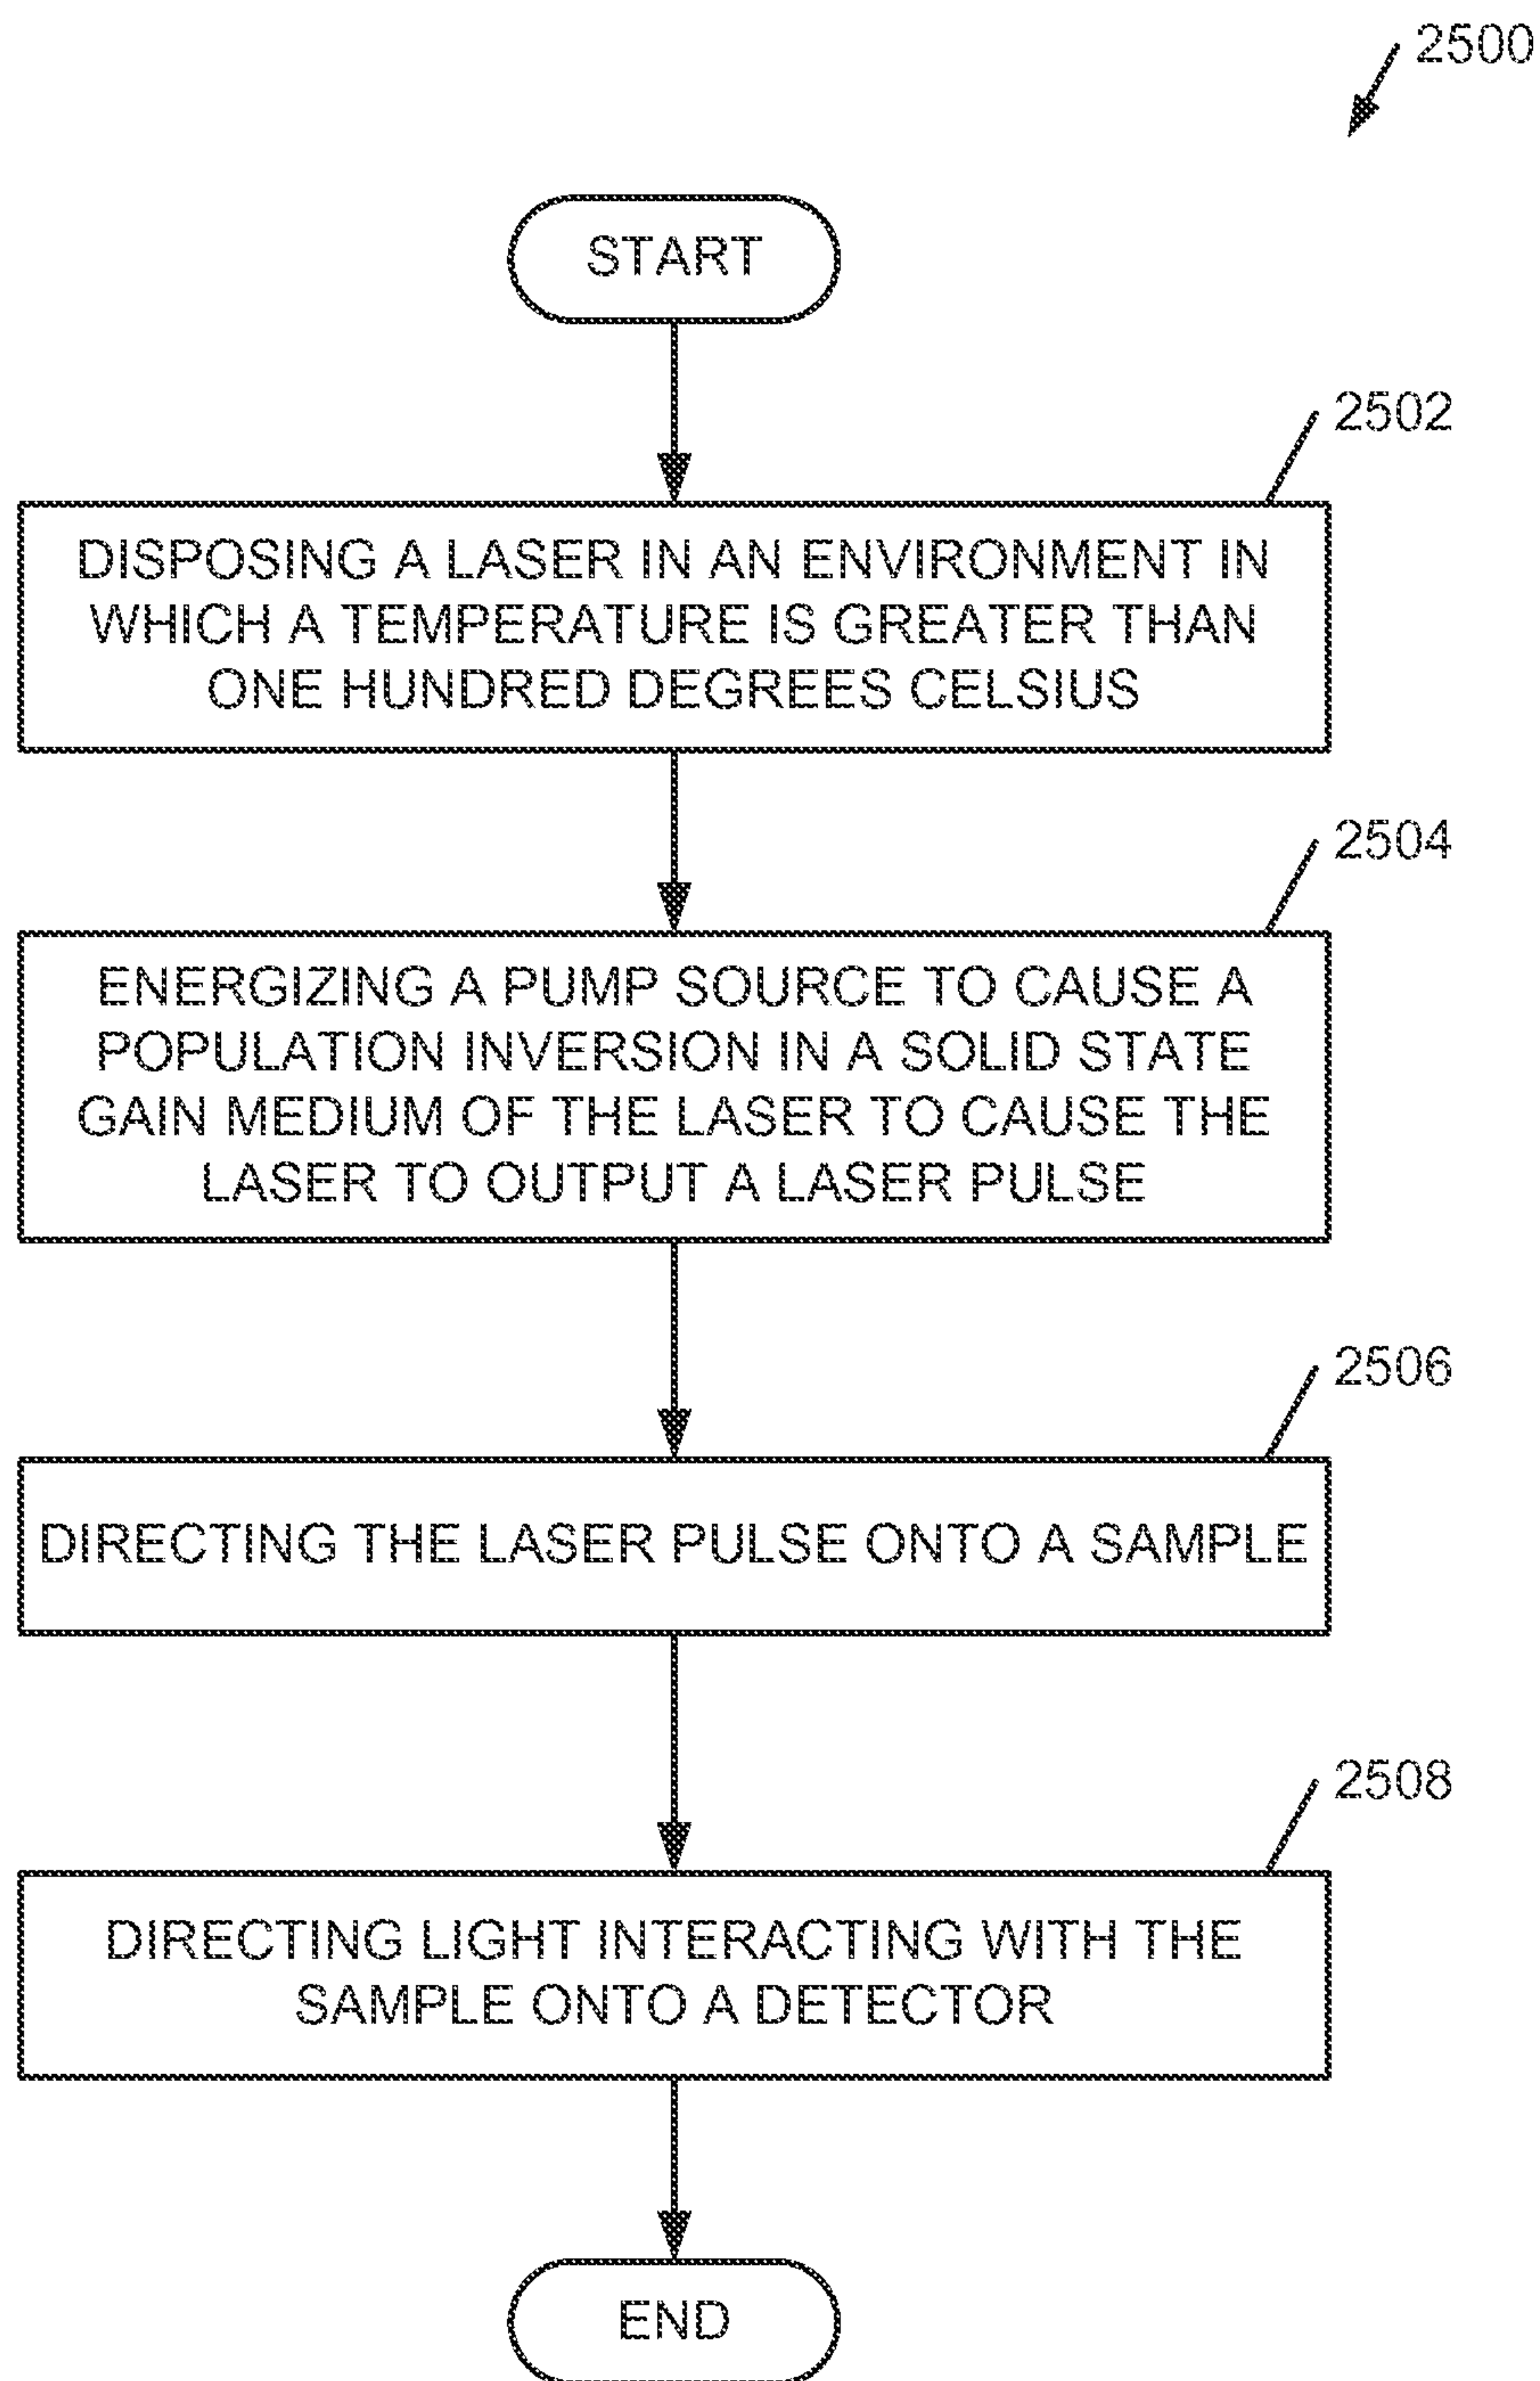 2500
START
2502
DISPOSING A LASER IN AN ENVIRONMENT IN
WHICH A TEMPERATURE IS GREATER THAN
ONE HUNDRED DEGREES CELSIUS
2504
ENERGIZING A PUMP SOURCE TO CAUSE A
POPULATION INVERSION IN A SOLID STATE
GAIN MEDIUM OF THE LASER TO CAUSE THE
LASER TO OUTPUT A LASER PULSE
2506
DIRECTING THE LASER PULSE ONTO A SAMPLE
2508
DIRECTING LIGHT INTERACTING WITH THE
SAMPLE ONTO A DETECTOR
END